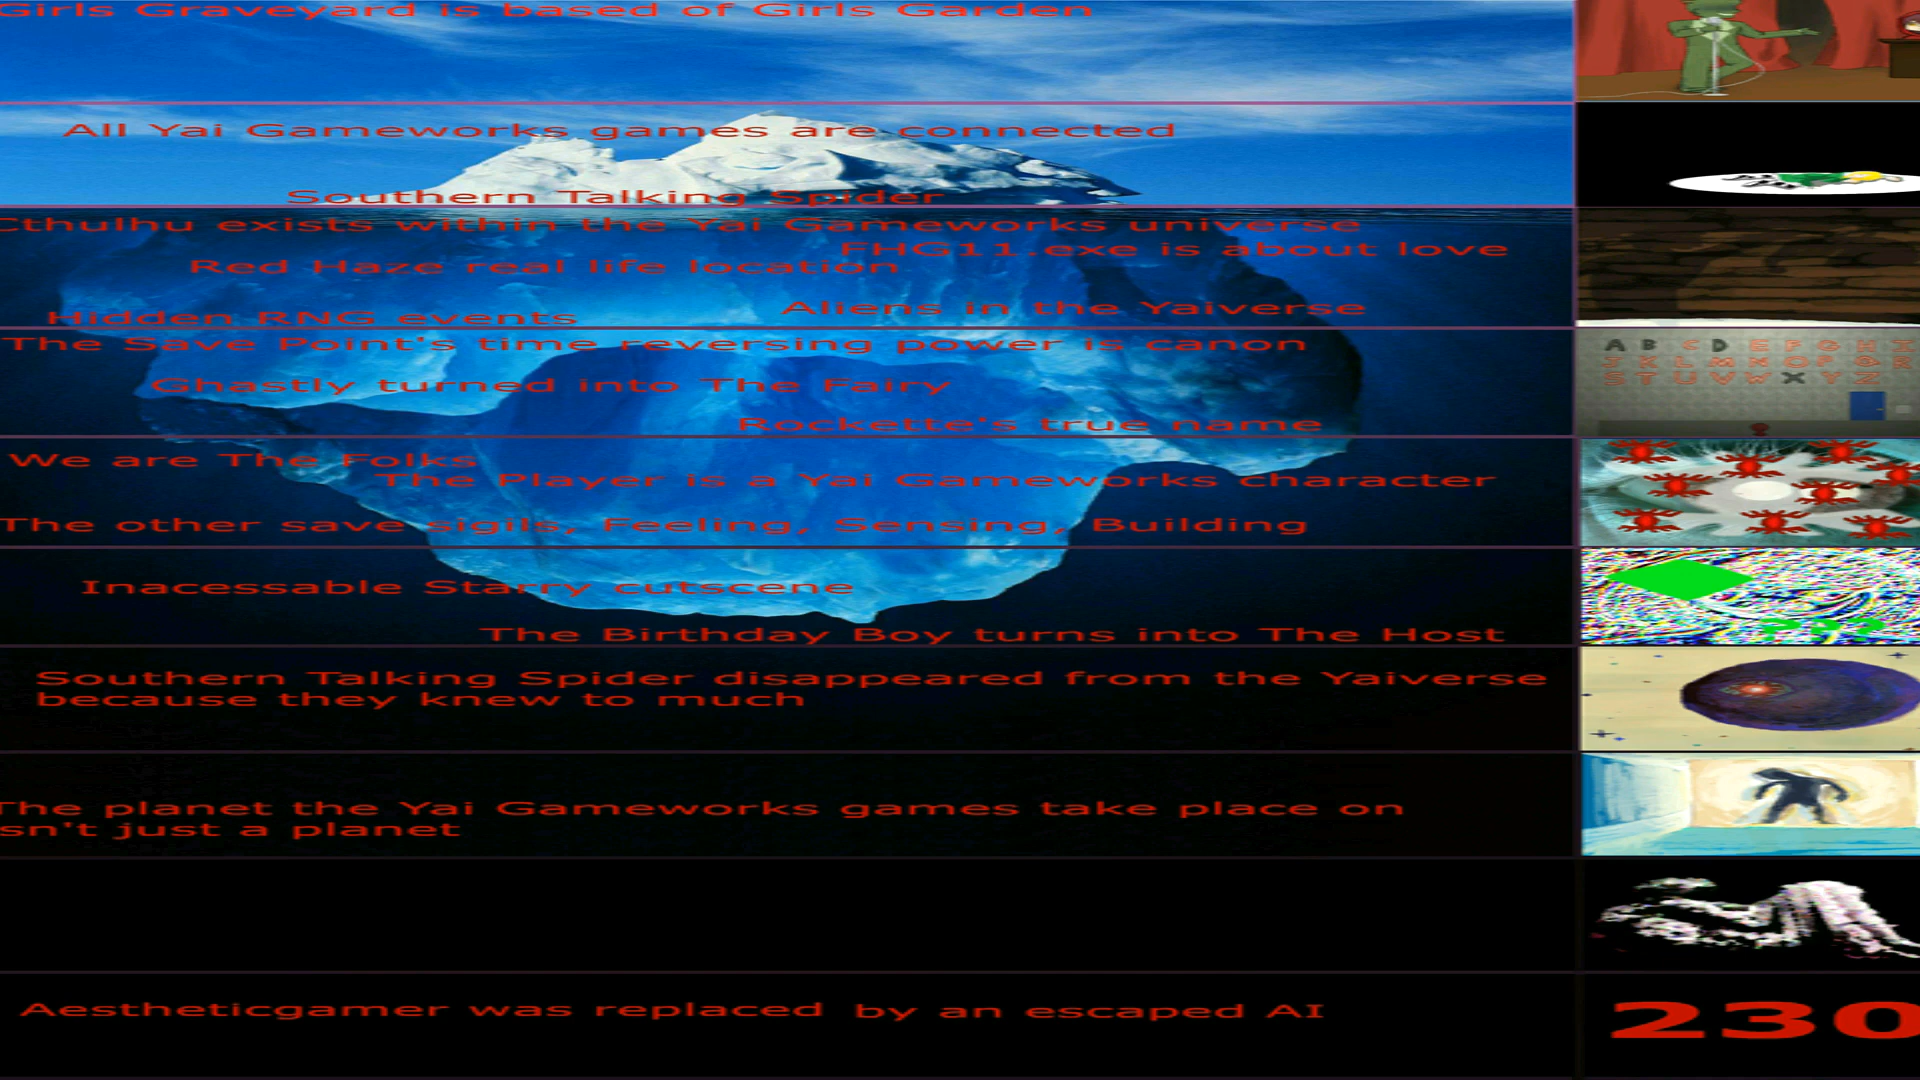 Girls Graveyard is based of Girls Garden
All Yai Gameworks games are connected
Southern Talking Spider
Cthulhu exists within the Yai Gameworks universe
FHG11.exe is about love
Red Haze real life location
Aliens in the Yaiverse
Hidden RNG events
The Save Point's time reversing power is canon
Ghastly turned into The Fairy
Rockette's true name
We are The Folks
The Player is a Yai Gameworks character
The other save sigils, Feeling, Sensing, Building
Inacessable Starry cutscene
The Birthday Boy turns into The Host
Southern Talking Spider disappeared from the Yaiverse
because they knew to much
The planet the Yai Gameworks games take place on
sn't just a planet
Aestheticgamer was replaced by an escaped AI
A B C D E F G H I
J K L M N O P Q R
S T U V W X Y Z
???
230